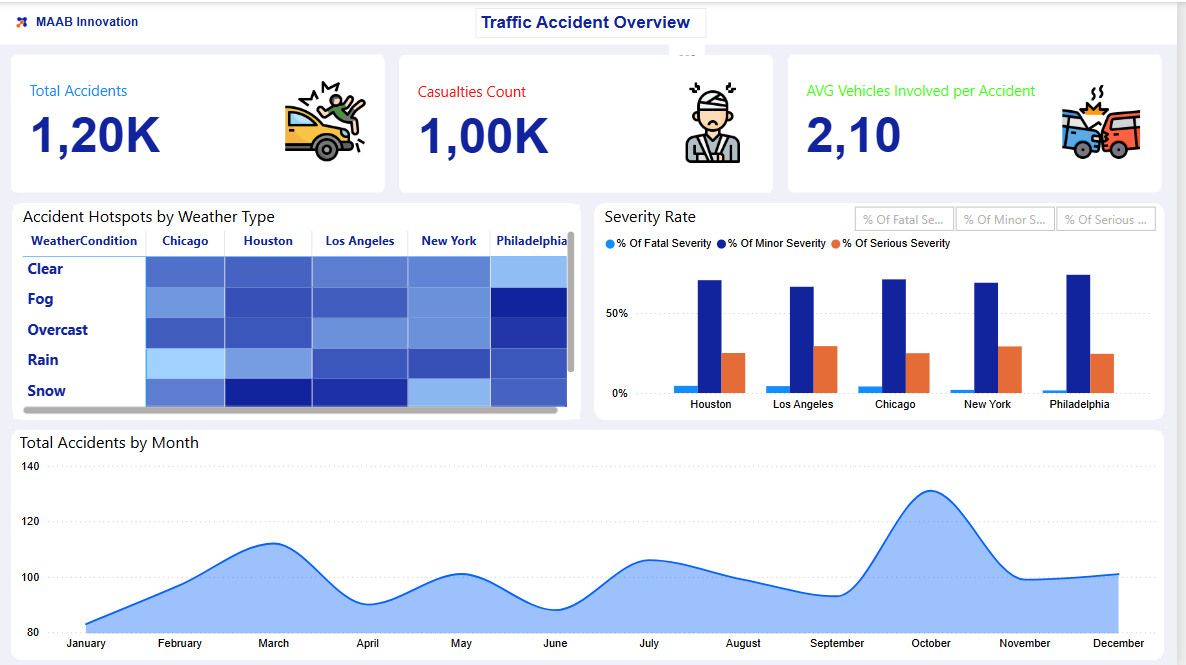 MAAB Innovation
Traffic Accident Overview
Total Accidents
1,20K
Casualties Count
1,00K
AVG Vehicles Involved per Accident
2,10
Accident Hotspots by Weather Type
WeatherCondition Chicago Houston Los Angeles New York Philadelphia
Clear
Fog
Overcast
Rain
Snow
Severity Rate
% Of Fatal Se... % Of Minor S... % Of Serious ...
% Of Fatal Severity % Of Minor Severity % Of Serious Severity
50%
0%
Houston Los Angeles Chicago New York Philadelphia
Total Accidents by Month
140
120
100
80
January February March April May June July August September October November December